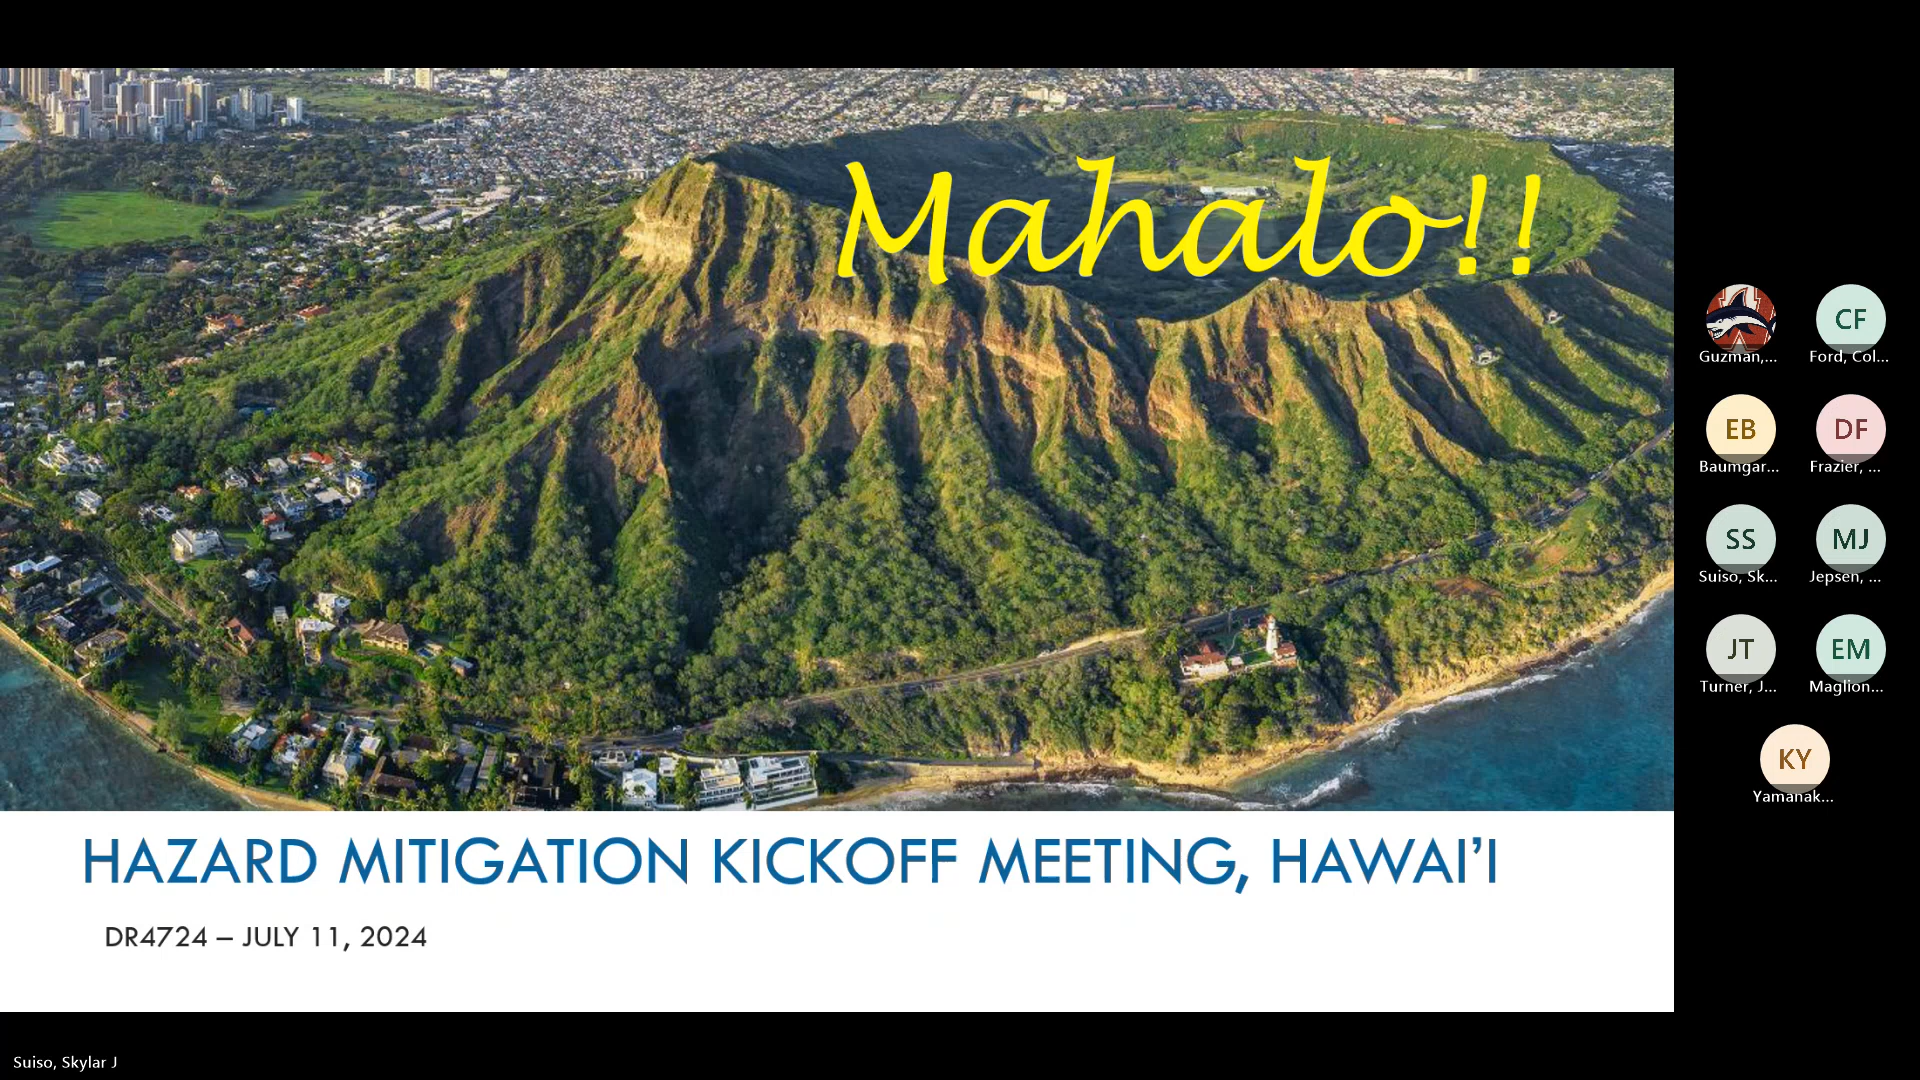 Mahalo!!
Guzman,...
CF
Ford, Col...
EB
Baumgar...
DF
Frazier, ...
SS
Suiso, Sk...
MJ
Jepsen, ...
JT
Turner, J...
EM
Maglion...
KY
Yamanak...
HAZARD MITIGATION KICKOFF MEETING, HAWAI’I
DR4724 – JULY 11, 2024
Suiso, Skylar J